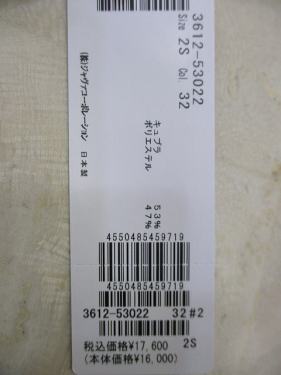 3612-53022
Size 2S Col 32
キュプラ 53%
ポリエステル 47%
(株)ジャヴァコーポレーション 日本製
4550485459719
4550485459719
3612-53022 32#2
税込価格¥17,600 2S
(本体価格¥16,000)